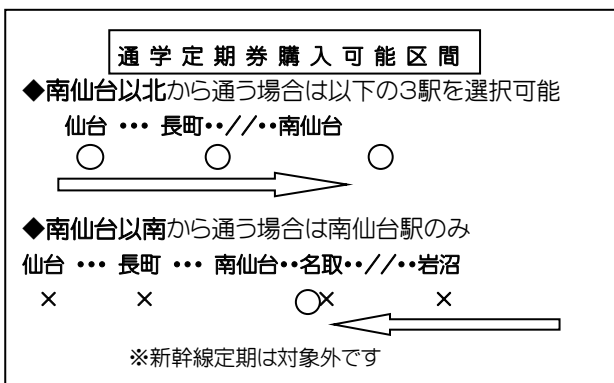 通学定期券購入可能区間
◆南仙台以北から通う場合は以下の3駅を選択可能
仙台 ・・・ 長町・・//・・南仙台
○ ○ ○
◆南仙台以南から通う場合は南仙台駅のみ
仙台 ・・・ 長町 ・・・ 南仙台・・名取・・//・・岩沼
× × ○× ×
※新幹線定期は対象外です